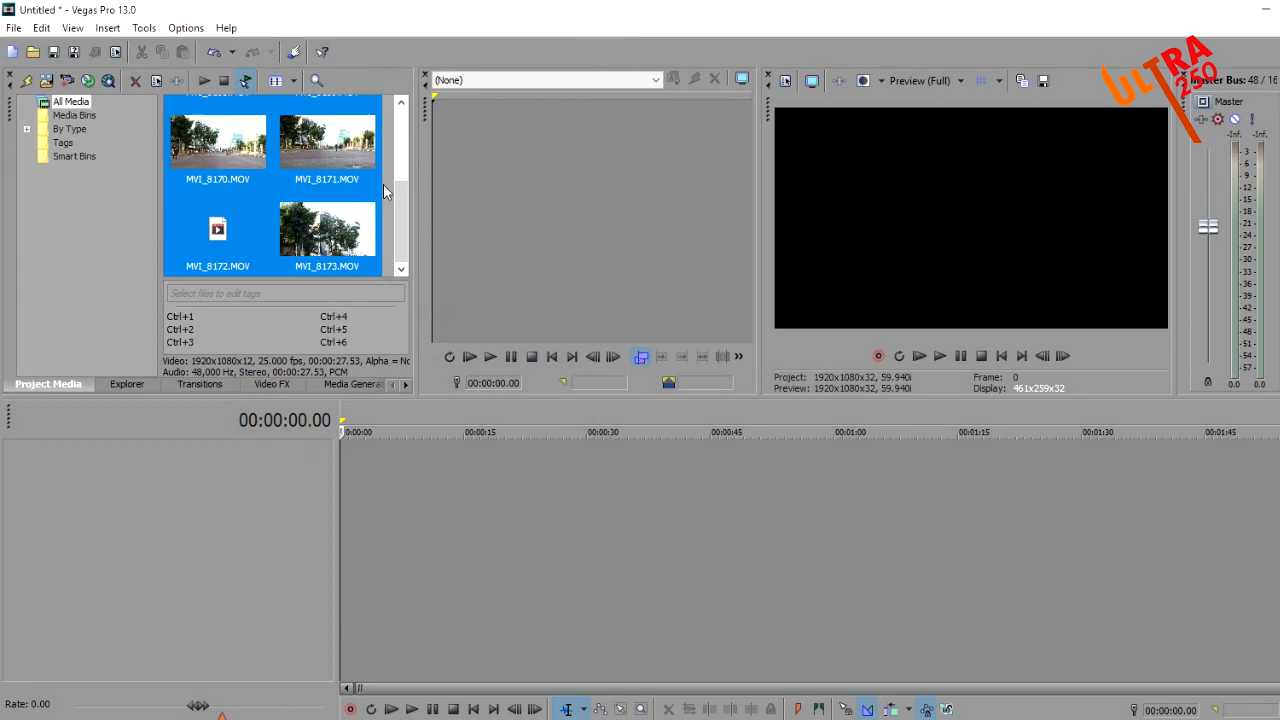 Untitled * - Vegas Pro 13.0
File Edit View Insert Tools Options Help
(None)
Preview (Full)
ULTRA 250
Master Bus: 48 / 16
All Media
Media Bins
By Type
Tags
Smart Bins
Master
-Inf. -Inf.
MVI_8170.MOV MVI_8171.MOV
MVI_8172.MOV MVI_8173.MOV
3
6
9
12
15
18
21
24
27
30
33
36
39
42
45
48
51
54
57
0.0 0.0
Select files to edit tags
Ctrl+1 Ctrl+4
Ctrl+2 Ctrl+5
Ctrl+3 Ctrl+6
Video: 1920x1080x12, 25.000 fps, 00:00:27.53, Alpha = No
Audio: 48,000 Hz, Stereo, 00:00:27.53, PCM
Project Media Explorer Transitions Video FX Media Genera
00:00:00.00
Project: 1920x1080x32, 59.940i Frame: 0
Preview: 1920x1080x32, 59.940i Display: 461x259x32
00:00:00.00
0:00:00 00:00:15 00:00:30 00:00:45 00:01:00 00:01:15 00:01:30 00:01:45
Rate: 0.00
00:00:00.00